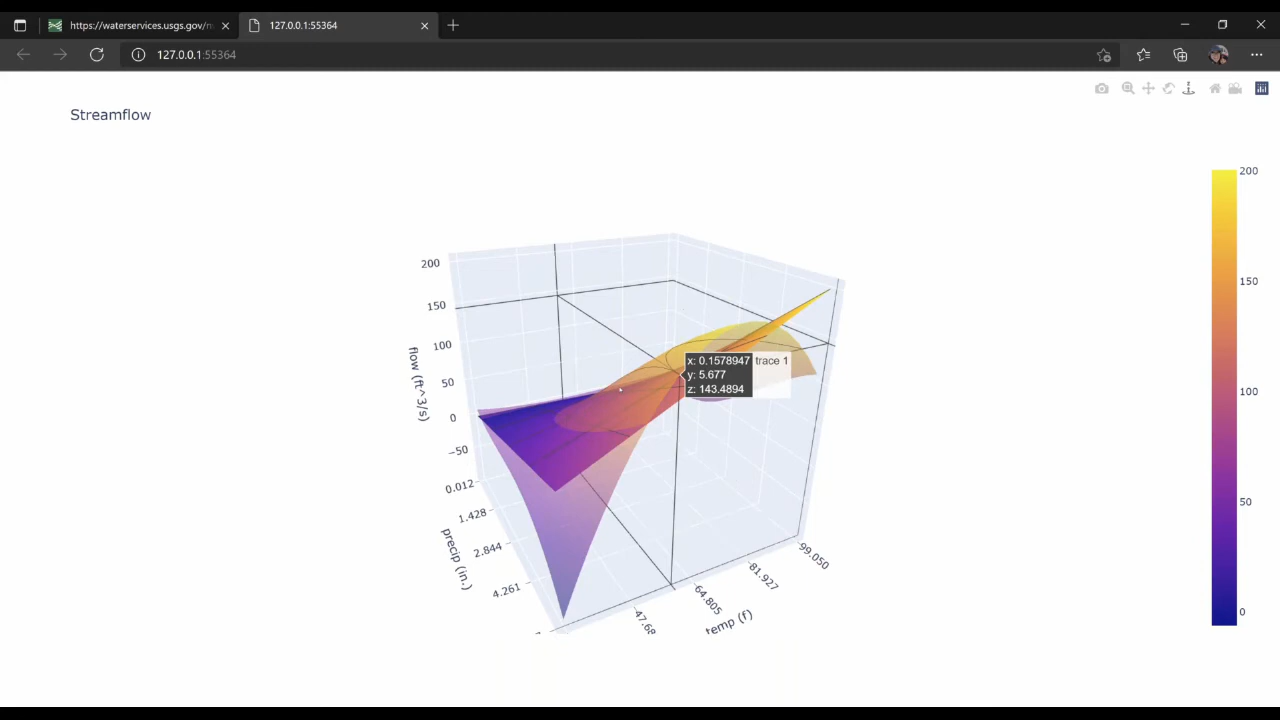 https://waterservices.usgs.gov/n
127.0.0.1:55364
127.0.0.1:55364
Streamflow
200
150
100
50
0
−50
flow (ft^3/s)
0.012
1.428
2.844
4.261
precip (in.)
47.68
64.805
81.927
99.050
temp (f)
x: 0.1578947
y: 5.677
z: 143.4894
trace 1
200
150
100
50
0